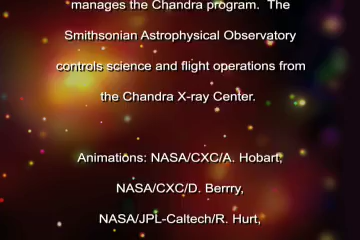 manages the Chandra program.  The
Smithsonian Astrophysical Observatory
controls science and flight operations from
the Chandra X-ray Center.
Animations: NASA/CXC/A. Hobart,
NASA/CXC/D. Berrry,
NASA/JPL-Caltech/R. Hurt,